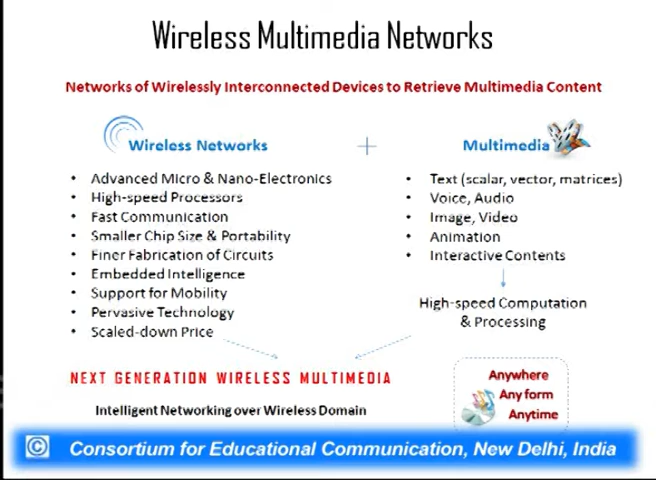 Wireless Multimedia Networks
Networks of Wirelessly Interconnected Devices to Retrieve Multimedia Content
Wireless Networks
+
Multimedia
• Advanced Micro & Nano-Electronics
• High-speed Processors
• Fast Communication
• Smaller Chip Size & Portability
• Finer Fabrication of Circuits
• Embedded Intelligence
• Support for Mobility
• Pervasive Technology
• Scaled-down Price
• Text (scalar, vector, matrices)
• Voice, Audio
• Image, Video
• Animation
• Interactive Contents
High-speed Computation
& Processing
NEXT GENERATION WIRELESS MULTIMEDIA
Intelligent Networking over Wireless Domain
Anywhere
Any form
Anytime
© Consortium for Educational Communication, New Delhi, India